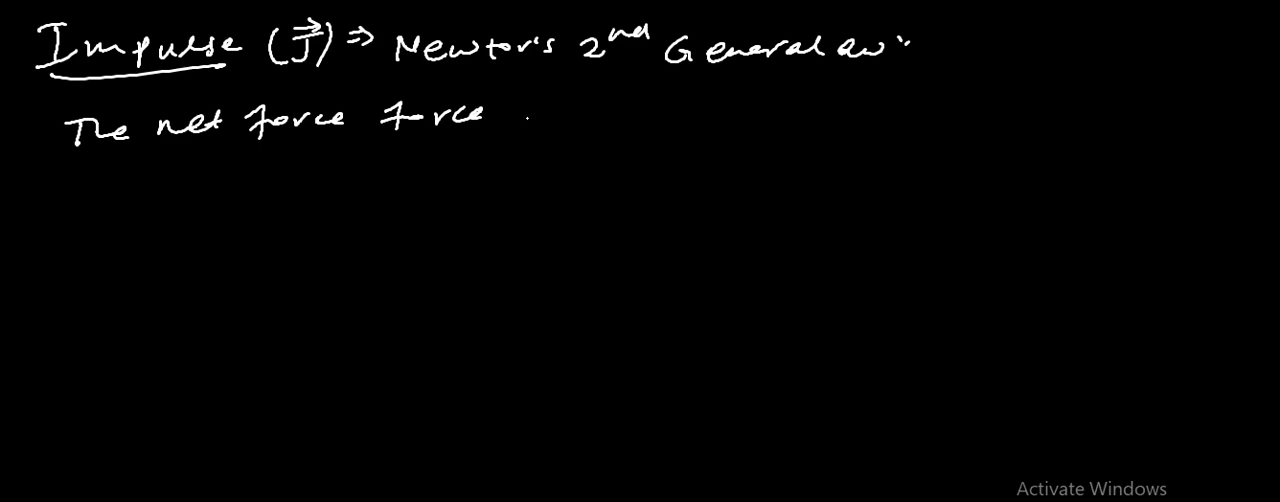 Impulse (J⃗) ⇒ Newton's 2nd General aw:
The net force force .
Activate Windows